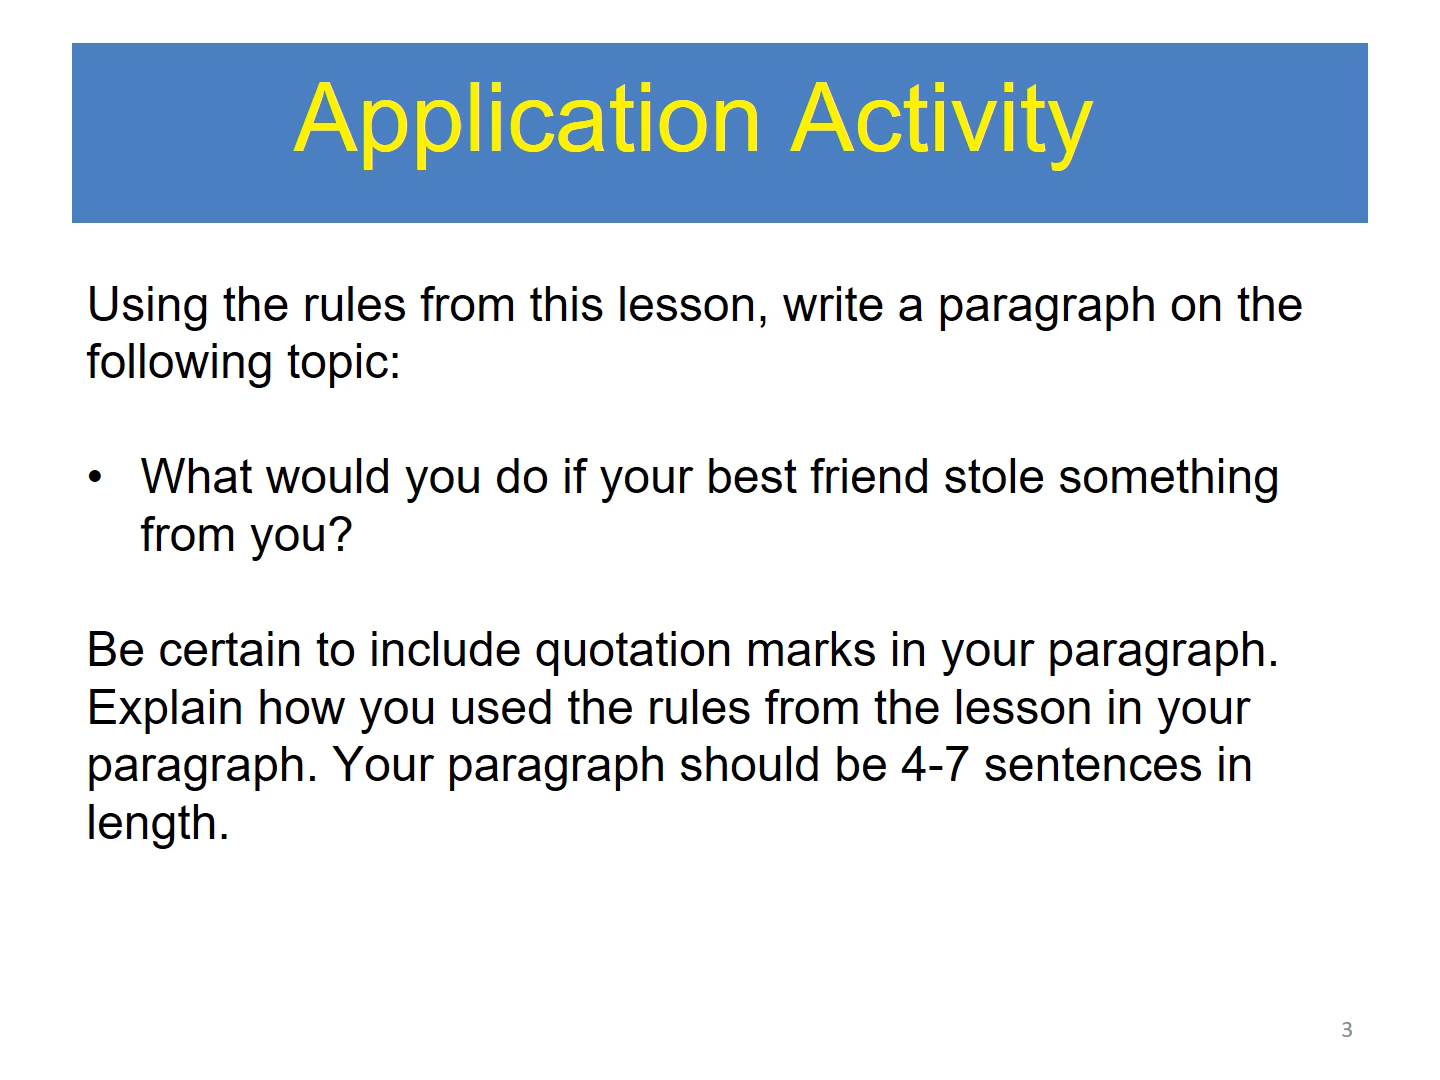 Application Activity
Using the rules from this lesson, write a paragraph on the
following topic:
• What would you do if your best friend stole something
from you?
Be certain to include quotation marks in your paragraph.
Explain how you used the rules from the lesson in your
paragraph. Your paragraph should be 4-7 sentences in
length.
3